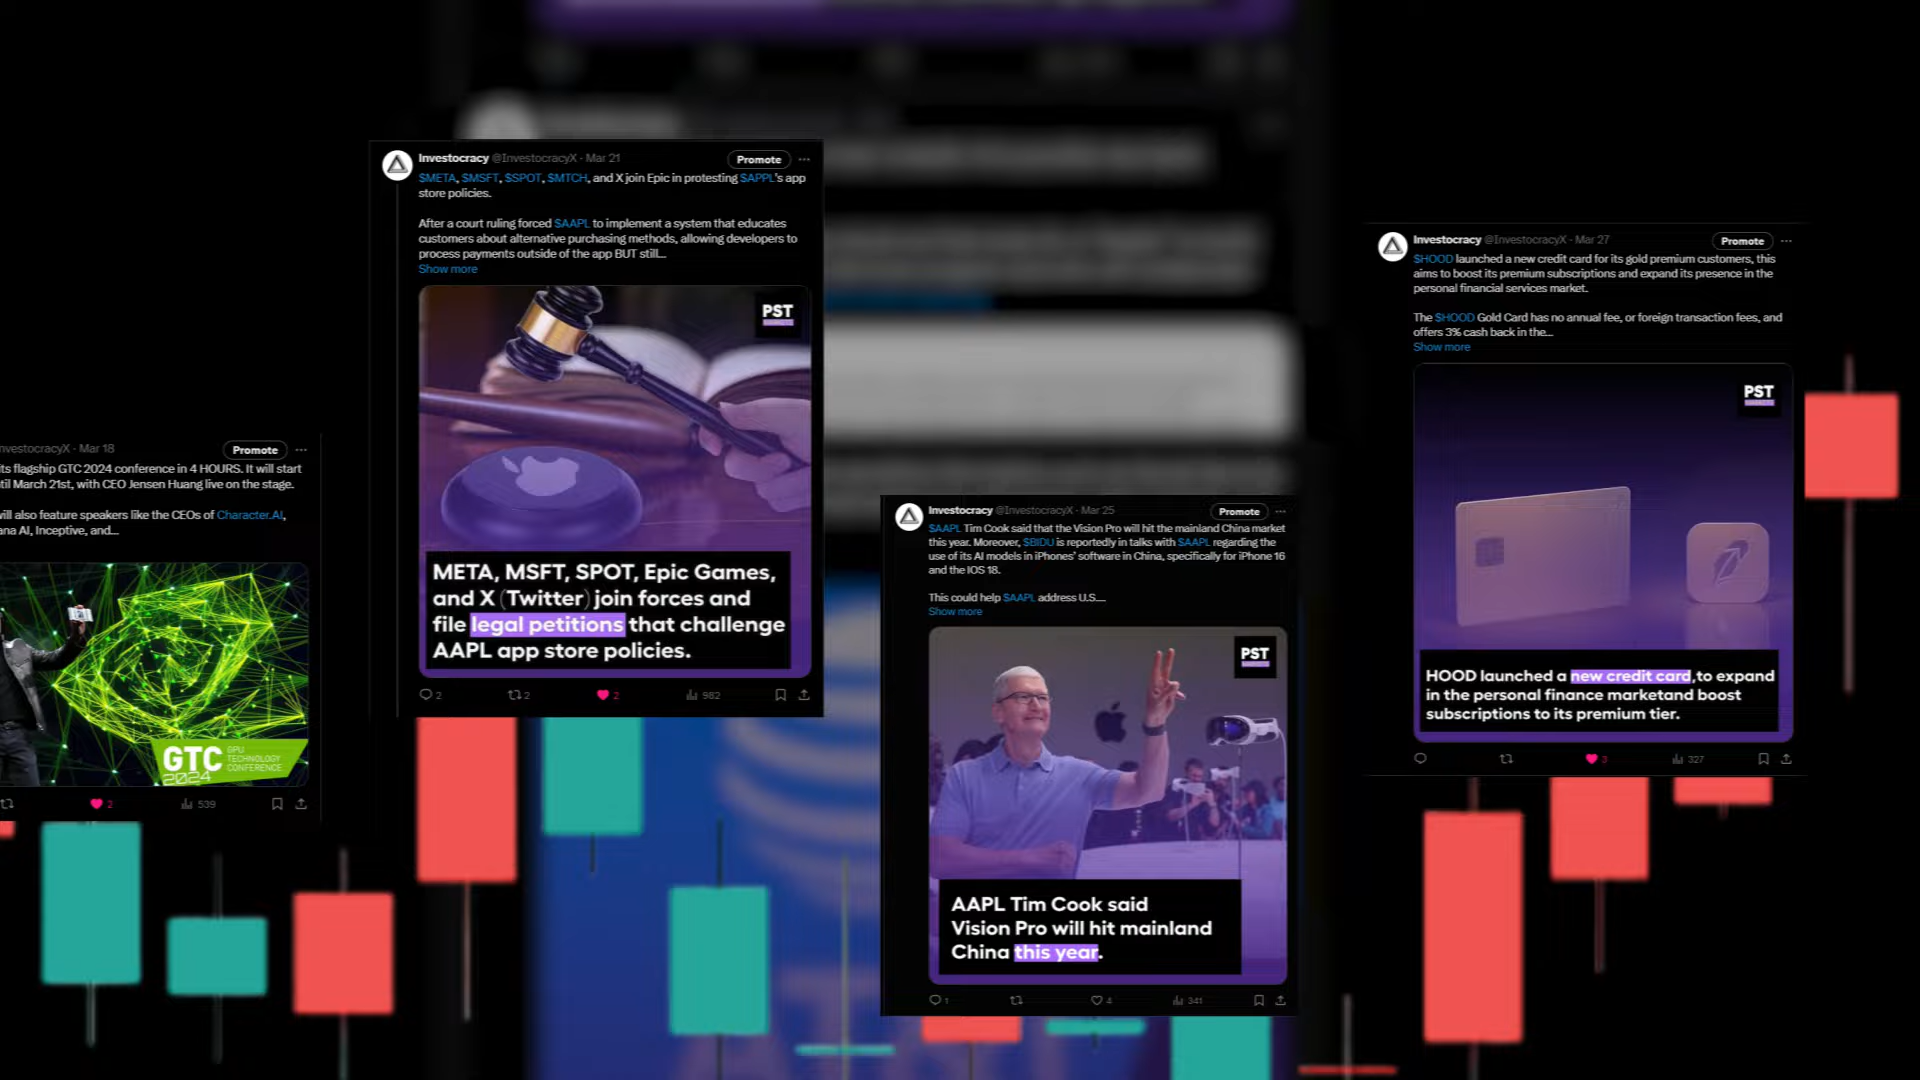 nvestocracyX · Mar 18
Promote
its flagship GTC 2024 conference in 4 HOURS. It will start
til March 21st, with CEO Jensen Huang live on the stage.
will also feature speakers like the CEOs of Character.AI,
ana AI, Inceptive, and...
GTC
2024
GPU
TECHNOLOGY
CONFERENCE
2
539
Investocracy @InvestocracyX · Mar 21
Promote
$META, $MSFT, $SPOT, $MTCH, and X join Epic in protesting $APPL's app
store policies.
After a court ruling forced $AAPL to implement a system that educates
customers about alternative purchasing methods, allowing developers to
process payments outside of the app BUT still...
Show more
PST
META, MSFT, SPOT, Epic Games,
and X (Twitter) join forces and
file legal petitions that challenge
AAPL app store policies.
2
2
2
982
Investocracy @InvestocracyX · Mar 25
Promote
$AAPL Tim Cook said that the Vision Pro will hit the mainland China market
this year. Moreover, $BIDU is reportedly in talks with $AAPL regarding the
use of its AI models in iPhones' software in China, specifically for iPhone 16
and the IOS 18.
This could help $AAPL address U.S....
Show more
PST
AAPL Tim Cook said
Vision Pro will hit mainland
China this year.
1
4
341
Investocracy @InvestocracyX · Mar 27
Promote
$HOOD launched a new credit card for its gold premium customers, this
aims to boost its premium subscriptions and expand its presence in the
personal financial services market.
The $HOOD Gold Card has no annual fee, or foreign transaction fees, and
offers 3% cash back in the...
Show more
PST
HOOD launched a new credit card,to expand
in the personal finance marketand boost
subscriptions to its premium tier.
3
327